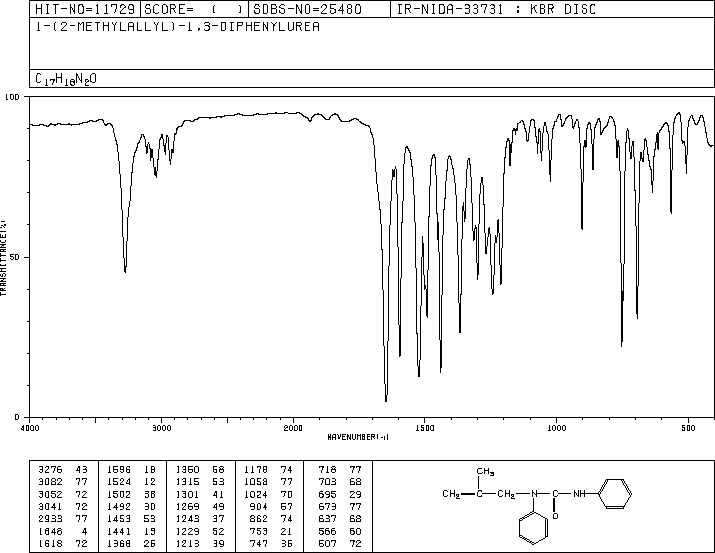 HIT-NO=11729 SCORE= ( ) SDBS-NO=25480 IR-NIDA-33731 : KBR DISC
1-(2-METHYLALLYL)-1,3-DIPHENYLUREA
C17H18N2O
100
50
0
TRANSMITTANCE(%)
4000 3000 2000 1500 1000 500
WAVENUMBER(-1)
3276 43 1596 18 1350 68 1178 74 718 77
3082 77 1524 12 1315 53 1058 77 703 68
3052 72 1502 36 1301 41 1024 70 695 29
3041 72 1492 30 1269 49 904 57 673 77
2933 77 1453 53 1243 37 862 74 637 68
1646 4 1441 13 1229 52 753 21 566 60
1618 72 1368 26 1213 39 747 36 507 72
CH3
CH2 C CH2 N C NH
O